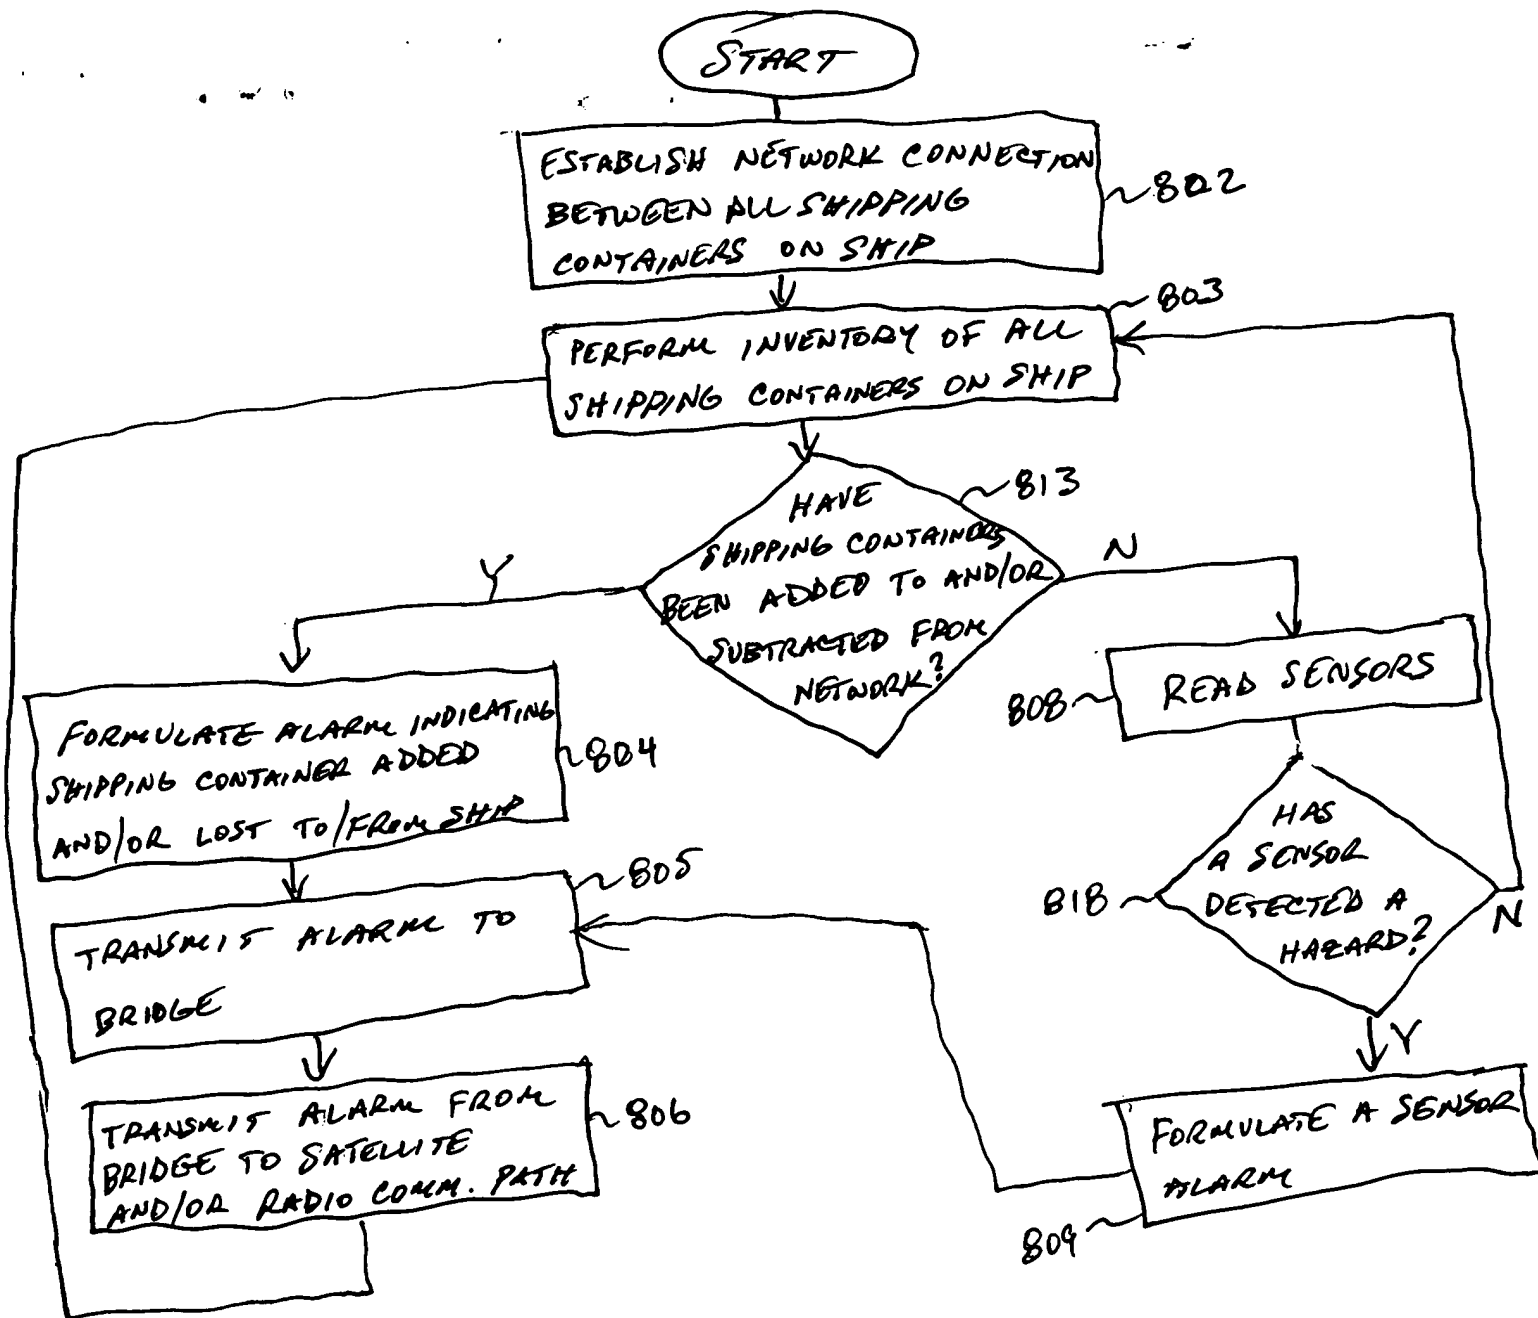 START
ESTABLISH NETWORK CONNECTION
BETWEEN ALL SHIPPING
CONTAINERS ON SHIP
802
803
PERFORM INVENTORY OF ALL
SHIPPING CONTAINERS ON SHIP
813
HAVE
SHIPPING CONTAINERS
BEEN ADDED TO AND/OR
SUBTRACTED FROM
NETWORK?
Y
N
FORMULATE ALARM INDICATING
SHIPPING CONTAINER ADDED
AND/OR LOST TO/FROM SHIP
804
808
READ SENSORS
805
TRANSMIT ALARM TO
BRIDGE
818
HAS
A SENSOR
DETECTED A
HAZARD?
N
Y
TRANSMIT ALARM FROM
BRIDGE TO SATELLITE
AND/OR RADIO COMM. PATH
806
FORMULATE A SENSOR
ALARM
809